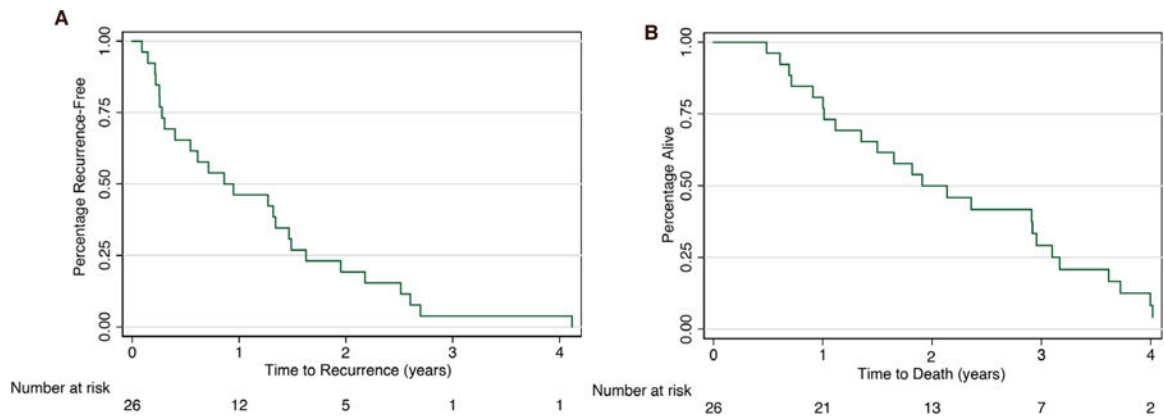 A
Percentage Recurrence-Free
1.00
0.75
0.50
0.25
0.00
0 1 2 3 4
Time to Recurrence (years)
Number at risk
26 12 5 1 1
B
Percentage Alive
1.00
0.75
0.50
0.25
0.00
0 1 2 3 4
Time to Death (years)
Number at risk
26 21 13 7 2